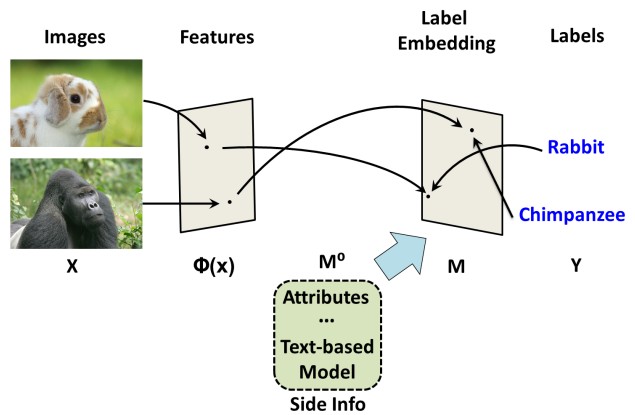 Images
Features
Label
Embedding
Labels
Rabbit
Chimpanzee
X
Φ(x)
M⁰
M
Y
Attributes
...
Text-based
Model
Side Info